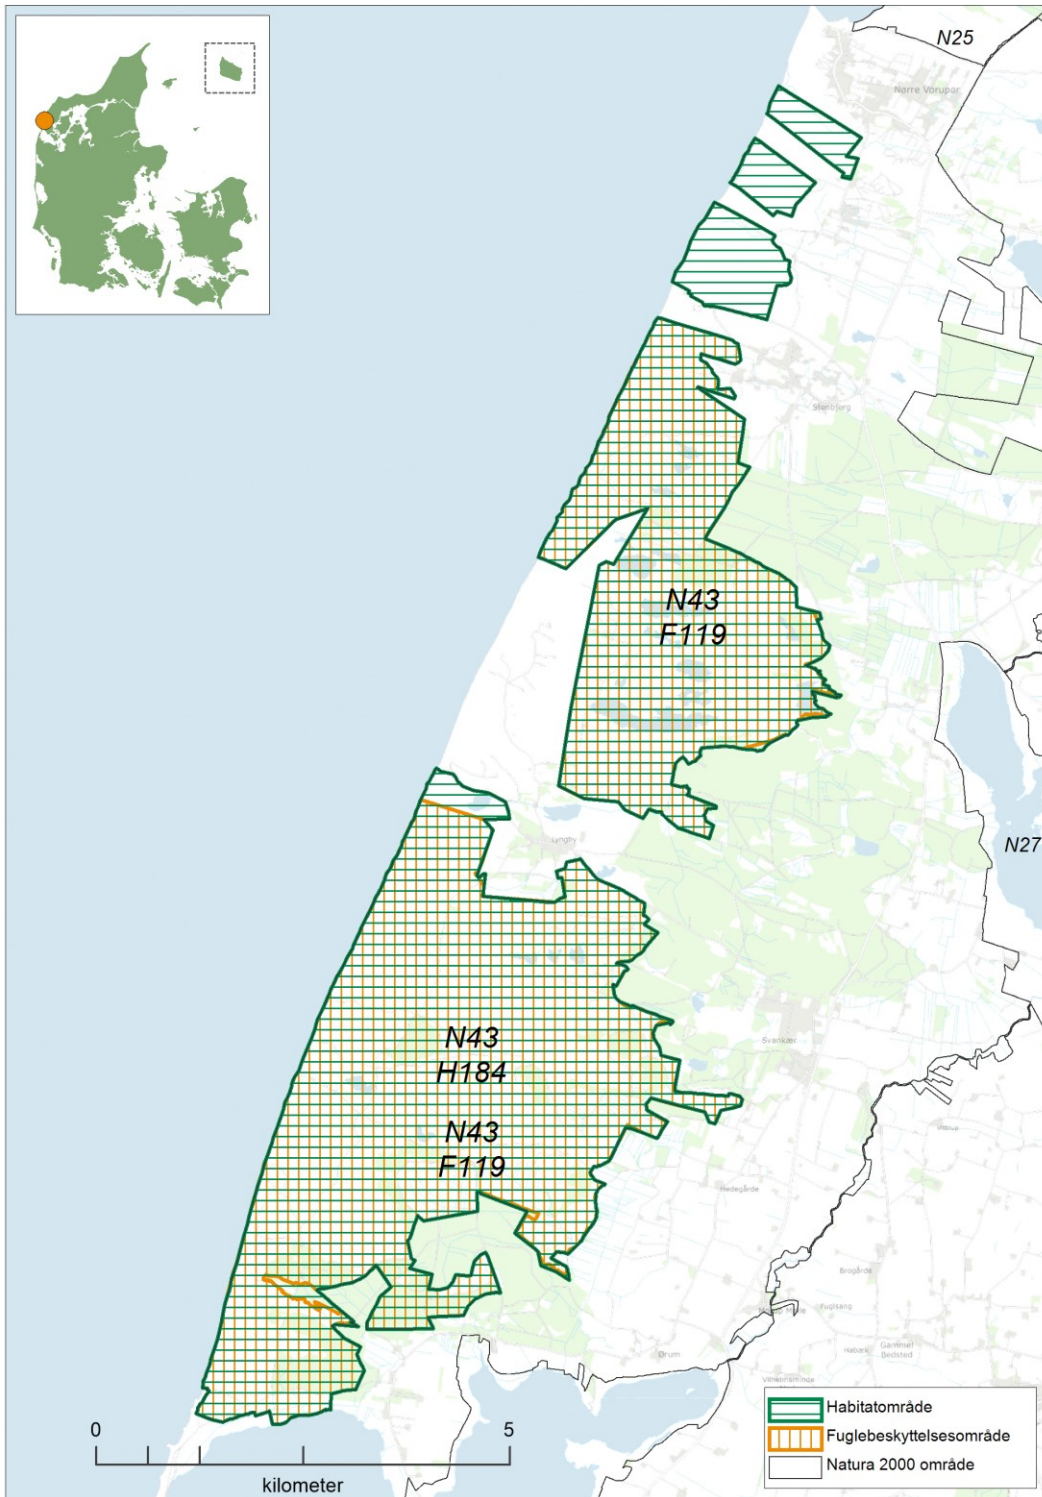 N25
Nørre Vorupør
Stenbjerg
N43
F119
N27
Lyngby
Svankær
N43
H184
N43
F119
Hedegårde
Brogårde
Fuglsang
Gammel
Bedsted
Habæk
Ørum
Vilhelmsminde
Habitatområde
Fuglebeskyttelsesområde
Natura 2000 område
0
5
kilometer